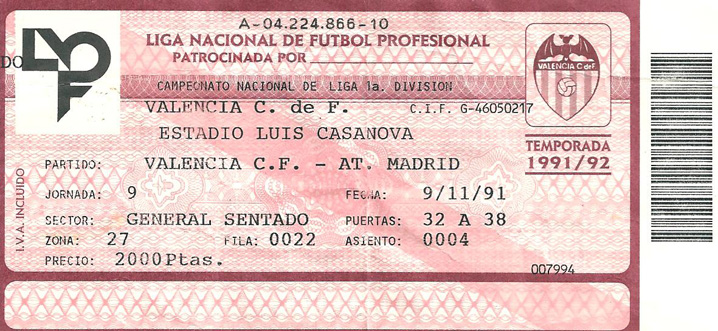 A-04.224.866-10
LIGA NACIONAL DE FUTBOL PROFESIONAL
PATROCINADA POR
DO
LFP
CAMPEONATO NACIONAL DE LIGA 1a. DIVISION
VALENCIA C. de F. C.I.F. G-46050217
ESTADIO LUIS CASANOVA
VALENCIA C de F
TEMPORADA
1991/92
PARTIDO: VALENCIA C.F. - AT. MADRID
JORNADA: 9 FECHA: 9/11/91
SECTOR: GENERAL SENTADO PUERTAS: 32 A 38
ZONA: 27 FILA: 0022 ASIENTO: 0004
PRECIO: 2000Ptas.
I.V.A. INCLUIDO
007994